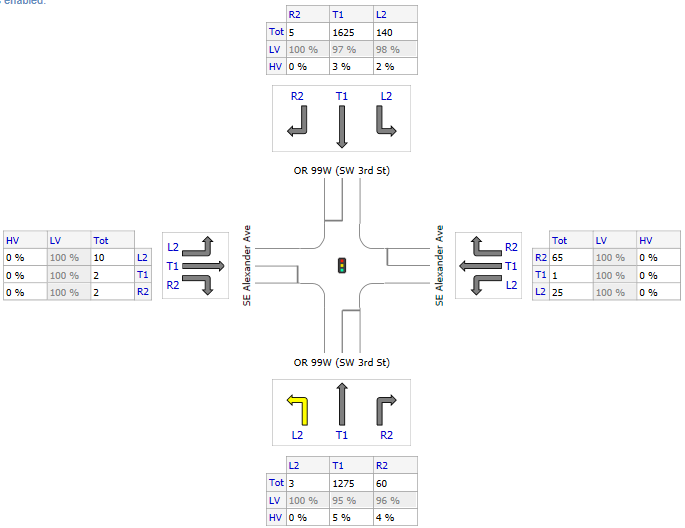 s enabled.
R2 T1 L2
Tot 5 1625 140
LV 100 % 97 % 98 %
HV 0 % 3 % 2 %
R2 T1 L2
OR 99W (SW 3rd St)
HV LV Tot
0 % 100 % 10 L2
0 % 100 % 2 T1
0 % 100 % 2 R2
L2
T1
R2
SE Alexander Ave
SE Alexander Ave
R2
T1
L2
Tot LV HV
R2 65 100 % 0 %
T1 1 100 % 0 %
L2 25 100 % 0 %
OR 99W (SW 3rd St)
L2 T1 R2
L2 T1 R2
Tot 3 1275 60
LV 100 % 95 % 96 %
HV 0 % 5 % 4 %